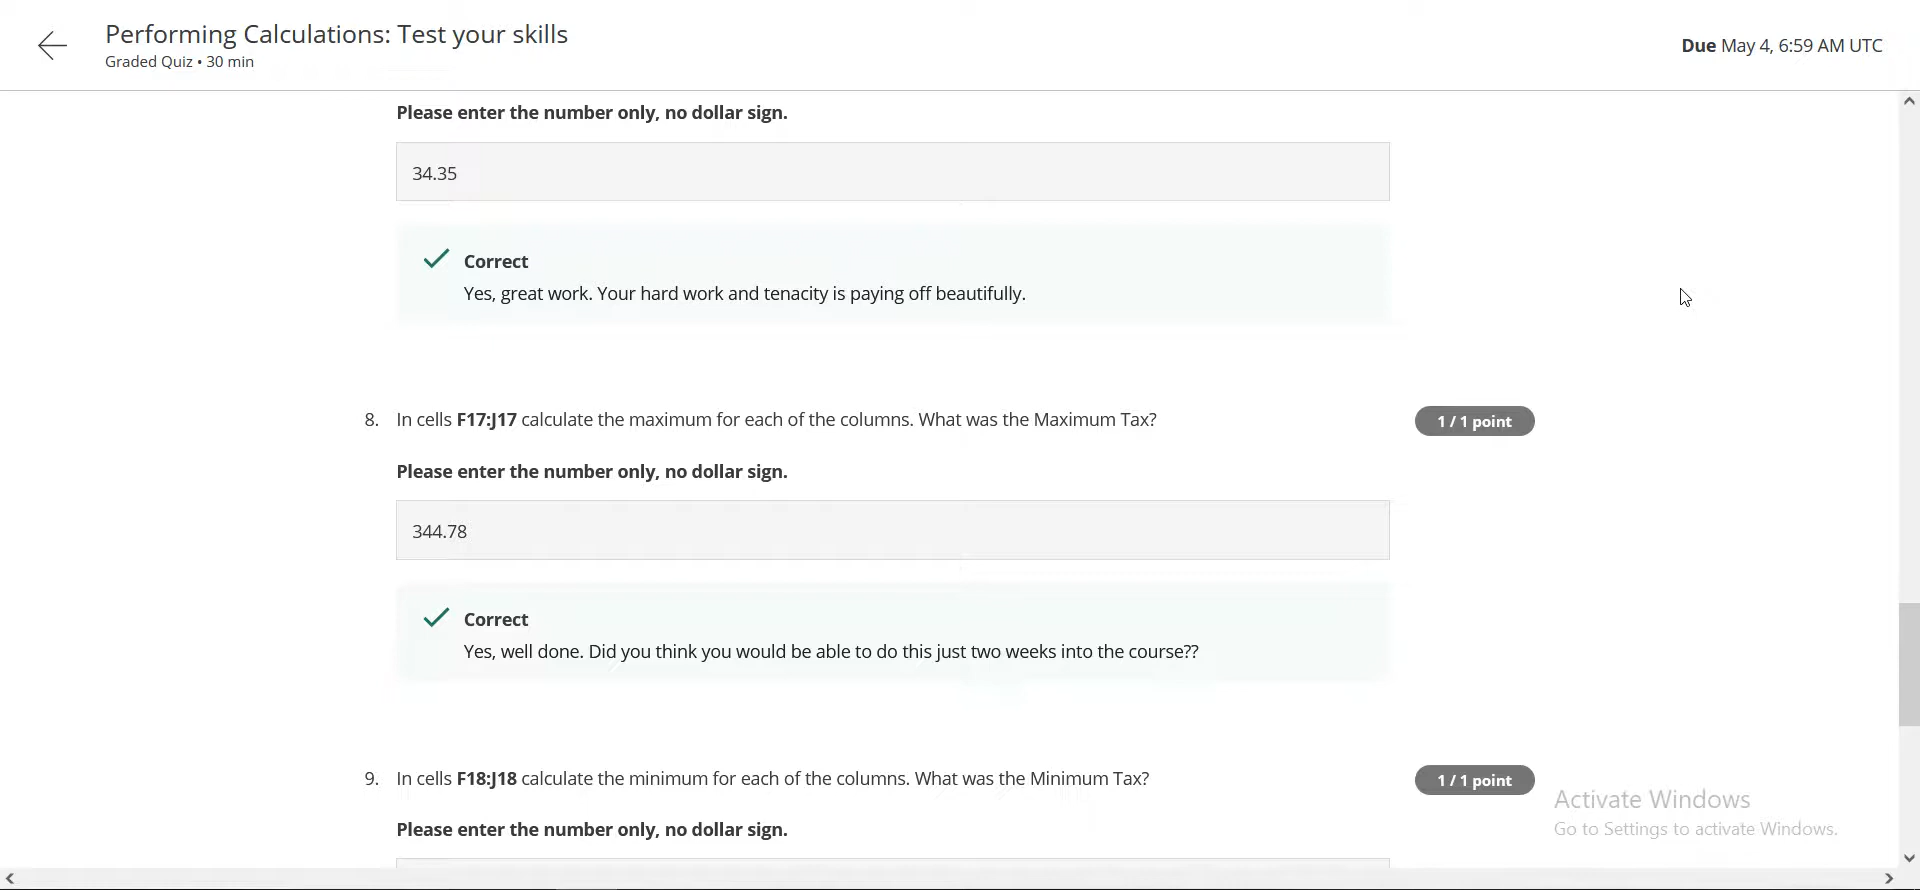 Performing Calculations: Test your skills
Graded Quiz • 30 min
Due May 4, 6:59 AM UTC
Please enter the number only, no dollar sign.
34.35
Correct
Yes, great work. Your hard work and tenacity is paying off beautifully.
8. In cells F17:J17 calculate the maximum for each of the columns. What was the Maximum Tax?
1 / 1 point
Please enter the number only, no dollar sign.
344.78
Correct
Yes, well done. Did you think you would be able to do this just two weeks into the course??
9. In cells F18:J18 calculate the minimum for each of the columns. What was the Minimum Tax?
1 / 1 point
Please enter the number only, no dollar sign.
Activate Windows
Go to Settings to activate Windows.